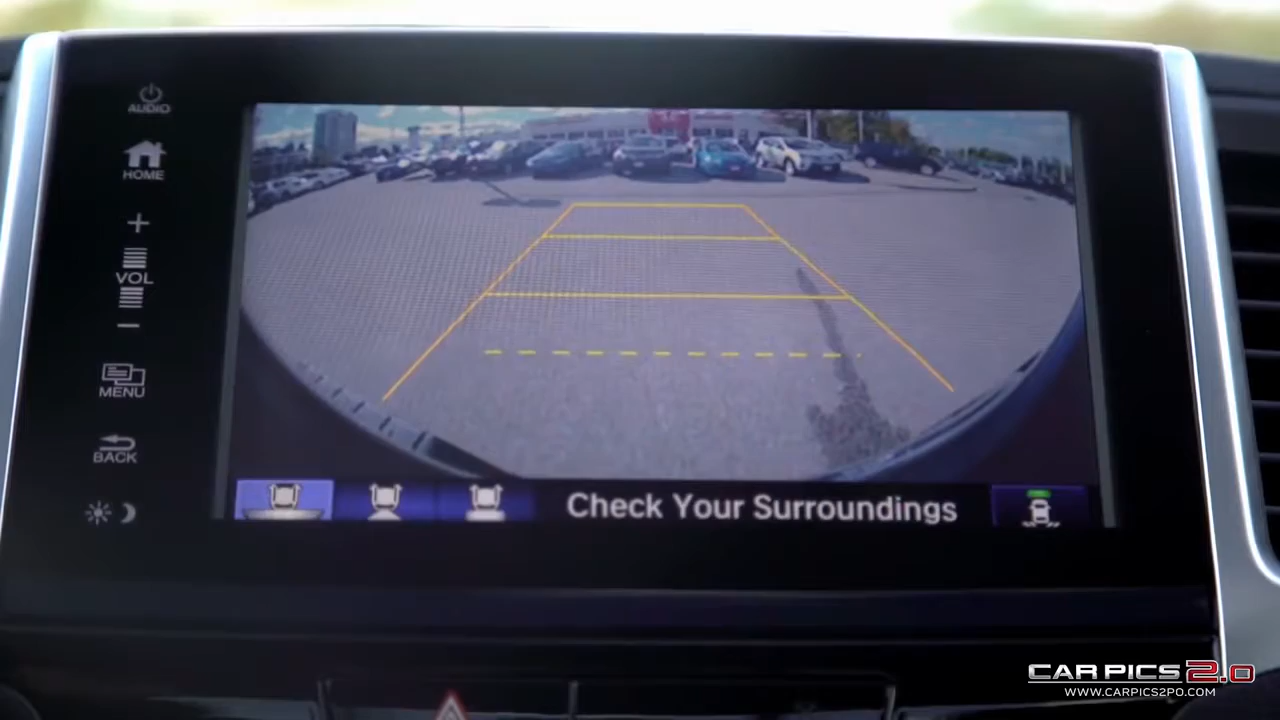 AUDIO
HOME
+
VOL
−
MENU
BACK
Check Your Surroundings
CAR PICS 2.0
WWW.CARPICS2PO.COM